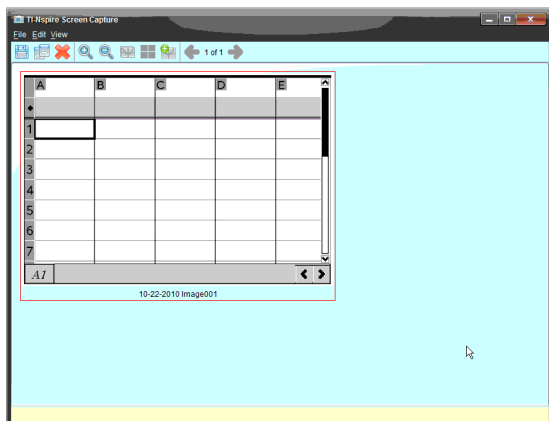 TI-Nspire Screen Capture
File Edit View
1 of 1
A B C D E
1
2
3
4
5
6
7
A1
10-22-2010 Image001